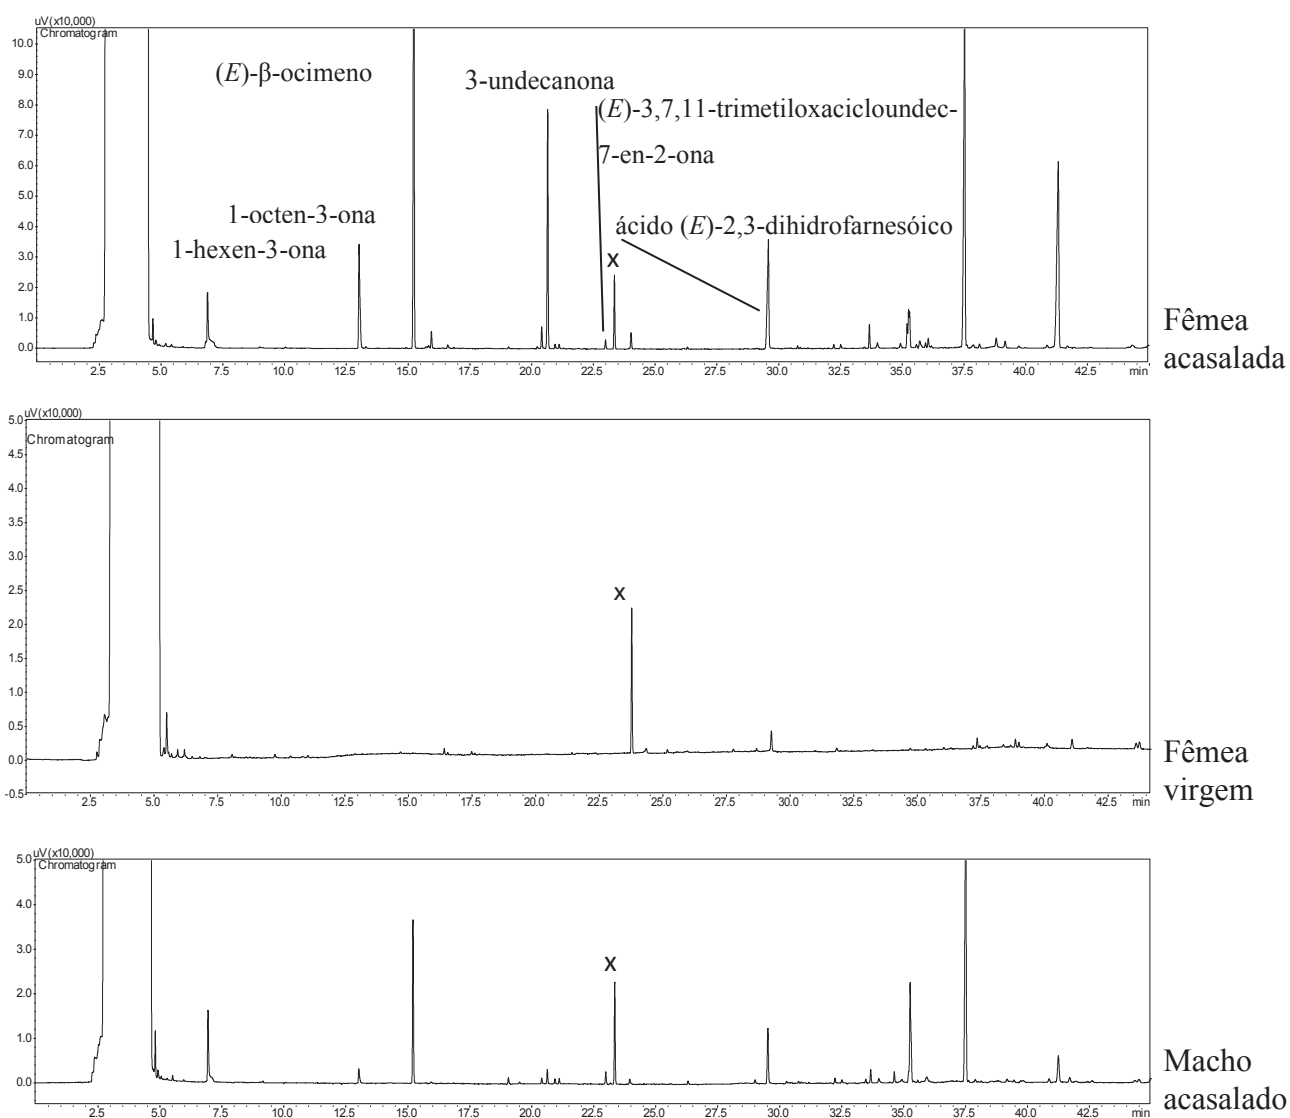 uV(x10,000)
Chromatogram
10.0
9.0
8.0
7.0
6.0
5.0
4.0
3.0
2.0
1.0
0.0
(E)-β-ocimeno
3-undecanona
(E)-3,7,11-trimetiloxacicloundec-
7-en-2-ona
1-octen-3-ona
1-hexen-3-ona
ácido (E)-2,3-dihidrofarnesóico
x
2.5 5.0 7.5 10.0 12.5 15.0 17.5 20.0 22.5 25.0 27.5 30.0 32.5 35.0 37.5 40.0 42.5 min
Fêmea
acasalada
uV(x10,000)
Chromatogram
5.0
4.5
4.0
3.5
3.0
2.5
2.0
1.5
1.0
0.5
0.0
-0.5
x
2.5 5.0 7.5 10.0 12.5 15.0 17.5 20.0 22.5 25.0 27.5 30.0 32.5 35.0 37.5 40.0 42.5 min
Fêmea
virgem
uV(x10,000)
Chromatogram
5.0
4.0
3.0
2.0
1.0
0.0
x
2.5 5.0 7.5 10.0 12.5 15.0 17.5 20.0 22.5 25.0 27.5 30.0 32.5 35.0 37.5 40.0 42.5 min
Macho
acasalado